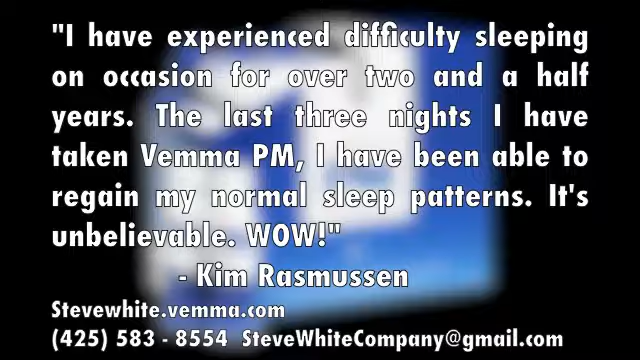 "I have experienced difficulty sleeping
on occasion for over two and a half
years. The last three nights I have
taken Vemma PM, I have been able to
regain my normal sleep patterns. It's
unbelievable. WOW!"
- Kim Rasmussen
Stevewhite.vemma.com
(425) 583 - 8554 SteveWhiteCompany@gmail.com